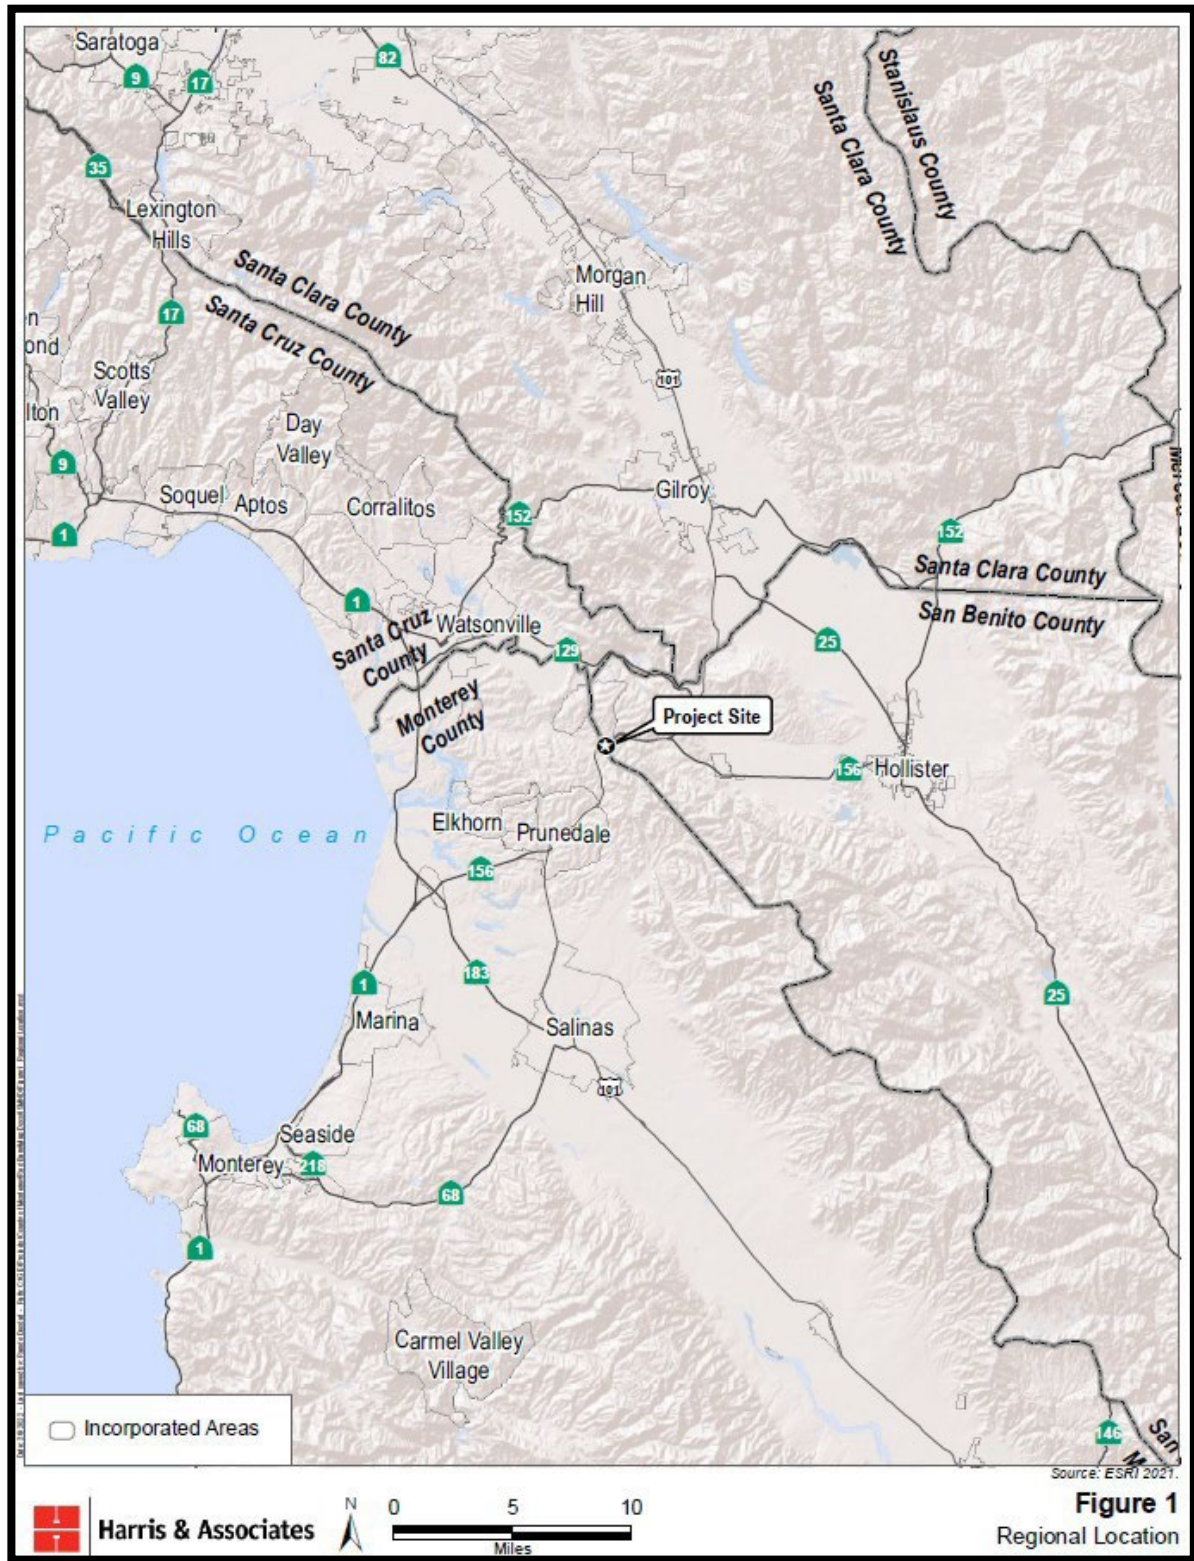 Saratoga
82
9
17
Stanislaus County
Santa Clara County
35
Lexington
Hills
Santa Clara County
Morgan
Hill
17
Santa Cruz County
n
ond
Scotts
Valley
101
lton
Day
Valley
9
Gilroy
Soquel
Aptos
Corralitos
152
152
1
Santa Clara County
San Benito County
1
Watsonville
Santa Cruz
County
129
25
Monterey
County
Project Site
156
Hollister
Pacific Ocean
Elkhorn
Prunedale
156
183
1
25
Marina
Salinas
101
68
Seaside
Monterey
218
68
1
Carmel Valley
Village
Incorporated Areas
146
San
M
Source: ESRI 2021.
Harris & Associates
N
0 5 10
Miles
Figure 1
Regional Location